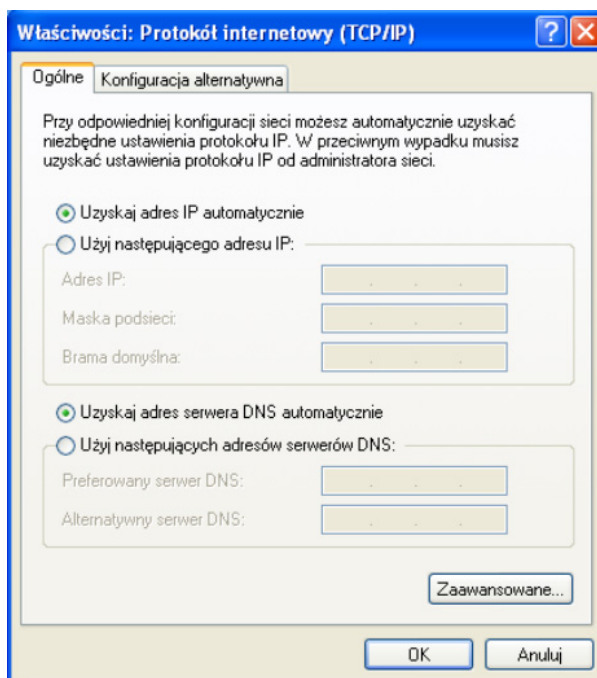 Właściwości: Protokół internetowy (TCP/IP)
Ogólne
Konfiguracja alternatywna
Przy odpowiedniej konfiguracji sieci możesz automatycznie uzyskać
niezbędne ustawienia protokołu IP. W przeciwnym wypadku musisz
uzyskać ustawienia protokołu IP od administratora sieci.
Uzyskaj adres IP automatycznie
Użyj następującego adresu IP:
Adres IP:
Maska podsieci:
Brama domyślna:
Uzyskaj adres serwera DNS automatycznie
Użyj następujących adresów serwerów DNS:
Preferowany serwer DNS:
Alternatywny serwer DNS:
Zaawansowane...
OK
Anuluj